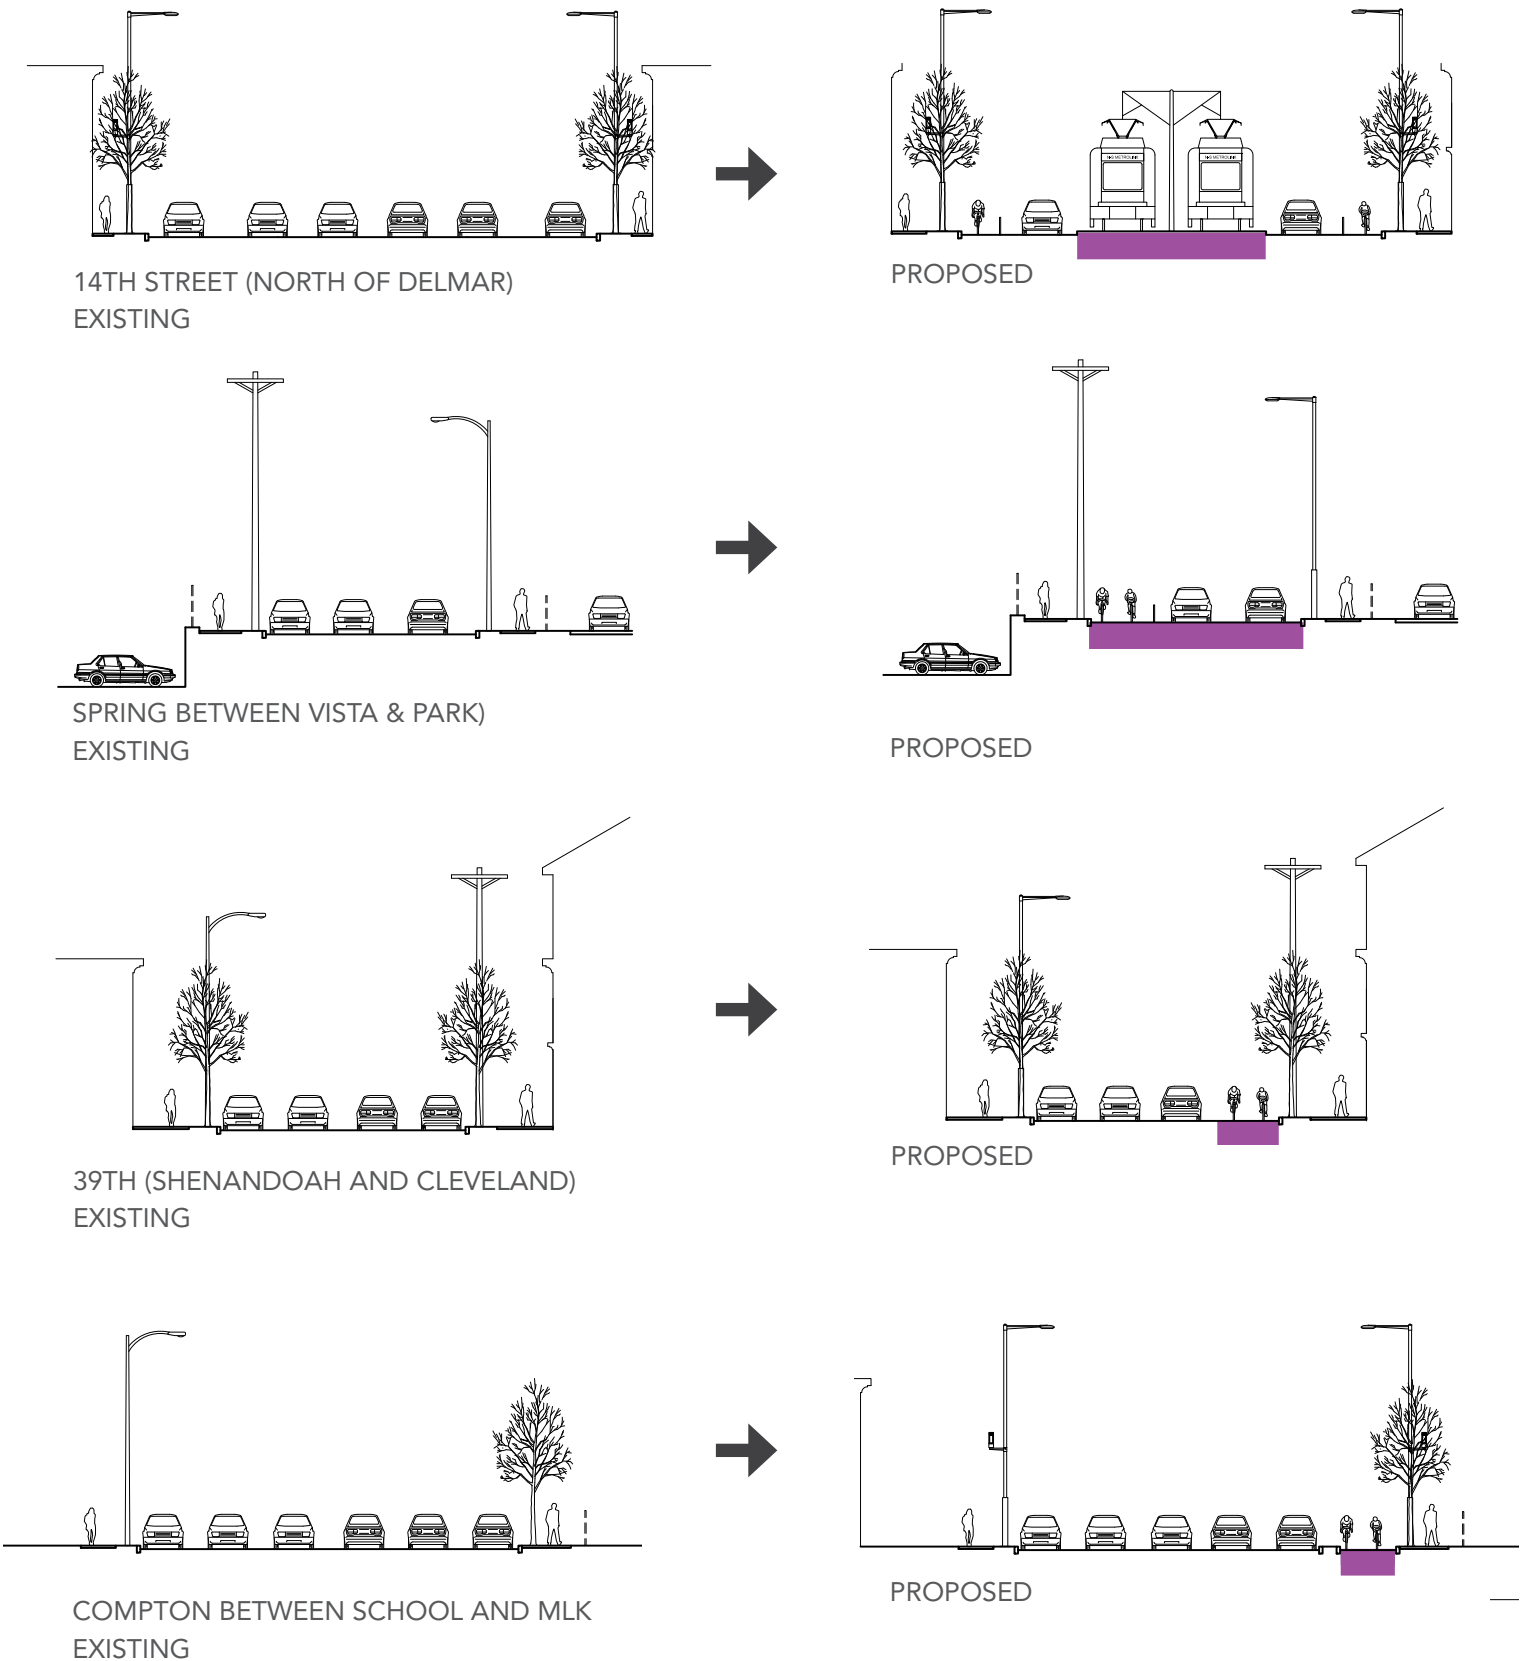 14TH STREET (NORTH OF DELMAR)
EXISTING
PROPOSED
SPRING BETWEEN VISTA & PARK)
EXISTING
PROPOSED
39TH (SHENANDOAH AND CLEVELAND)
EXISTING
PROPOSED
COMPTON BETWEEN SCHOOL AND MLK
EXISTING
PROPOSED